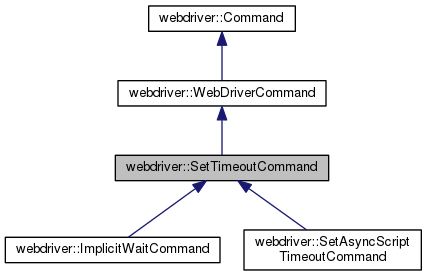 webdriver::Command
webdriver::WebDriverCommand
webdriver::SetTimeoutCommand
webdriver::ImplicitWaitCommand
webdriver::SetAsyncScript
TimeoutCommand